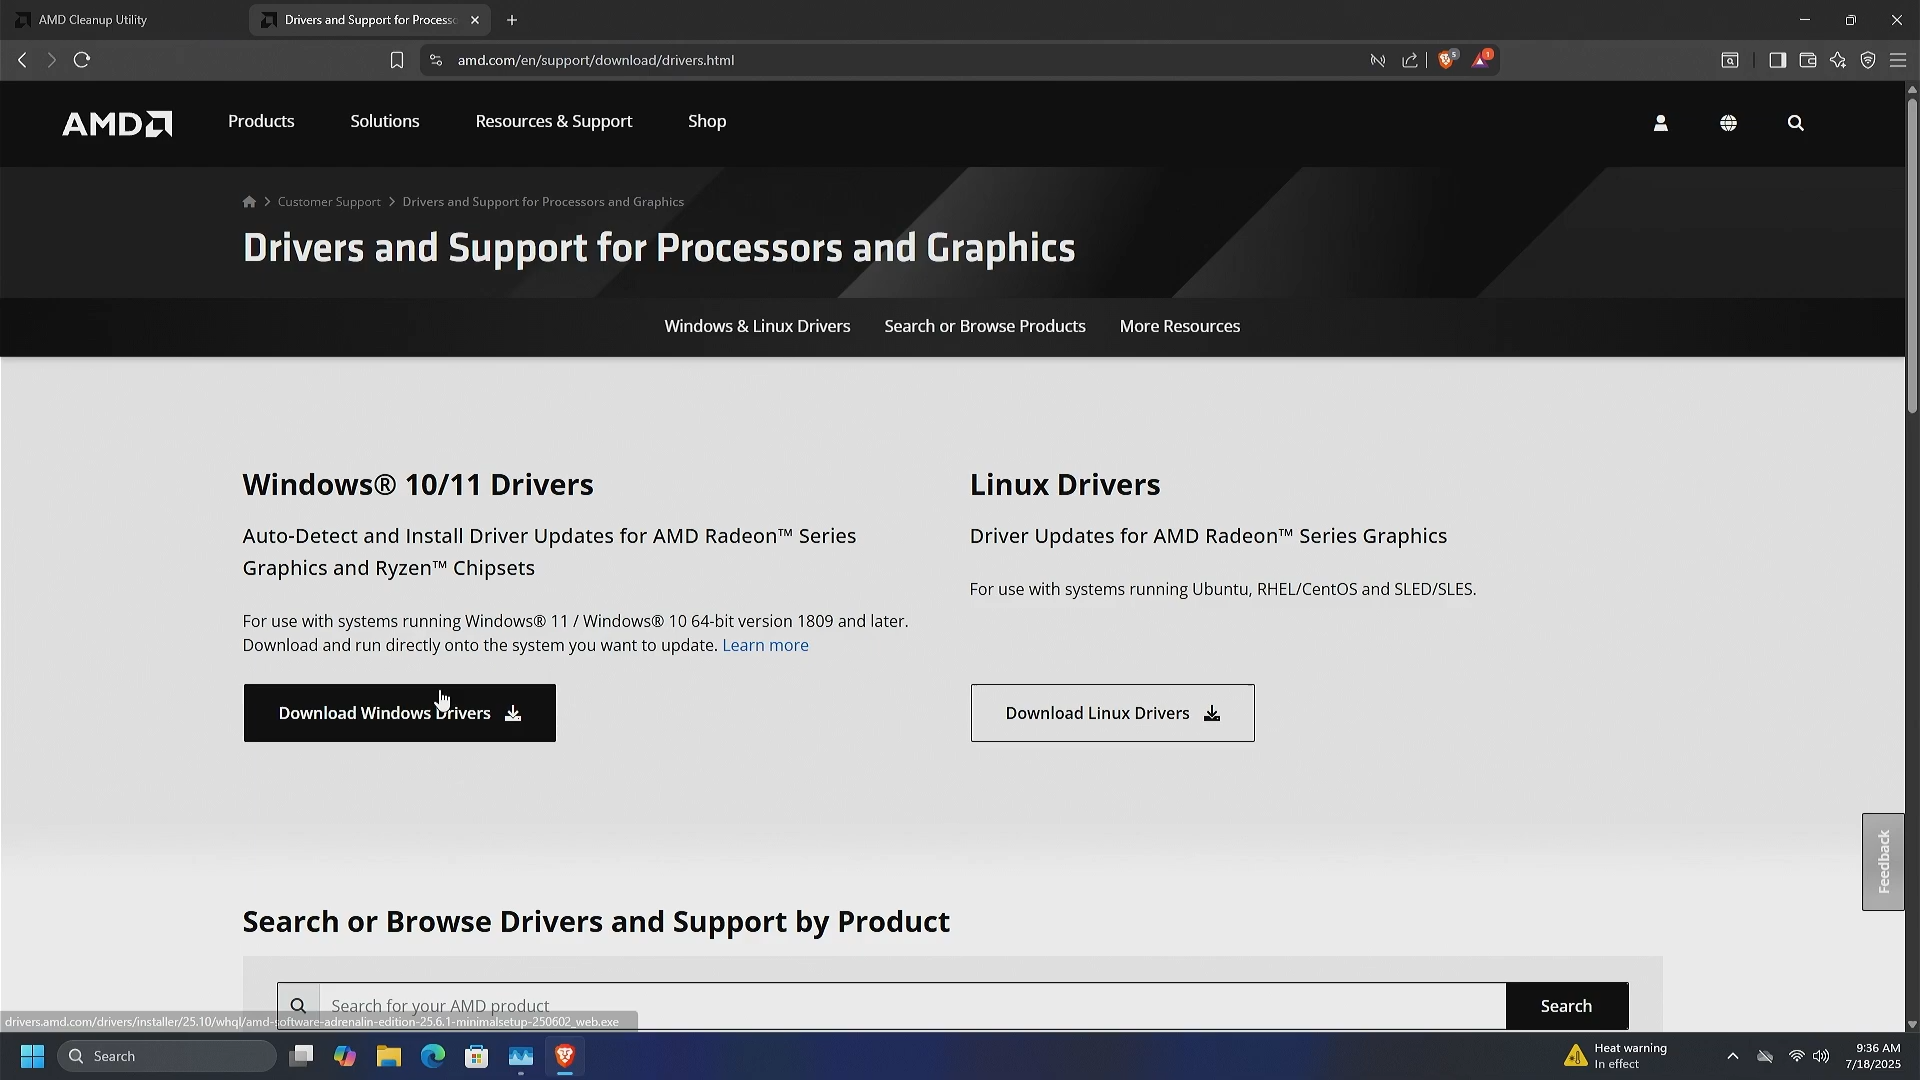 AMD Cleanup Utility
Drivers and Support for Process
amd.com/en/support/download/drivers.html
5
1
AMD
Products
Solutions
Resources & Support
Shop
Customer Support
Drivers and Support for Processors and Graphics
Drivers and Support for Processors and Graphics
Windows & Linux Drivers
Search or Browse Products
More Resources
Windows® 10/11 Drivers
Auto-Detect and Install Driver Updates for AMD Radeon™ Series
Graphics and Ryzen™ Chipsets
For use with systems running Windows® 11 / Windows® 10 64-bit version 1809 and later.
Download and run directly onto the system you want to update. Learn more
Download Windows Drivers
Linux Drivers
Driver Updates for AMD Radeon™ Series Graphics
For use with systems running Ubuntu, RHEL/CentOS and SLED/SLES.
Download Linux Drivers
Feedback
Search or Browse Drivers and Support by Product
Search for your AMD product
Search
drivers.amd.com/drivers/installer/25.10/whql/amd-software-adrenalin-edition-25.6.1-minimalsetup-250602_web.exe
Search
Heat warning
In effect
9:36 AM
7/18/2025